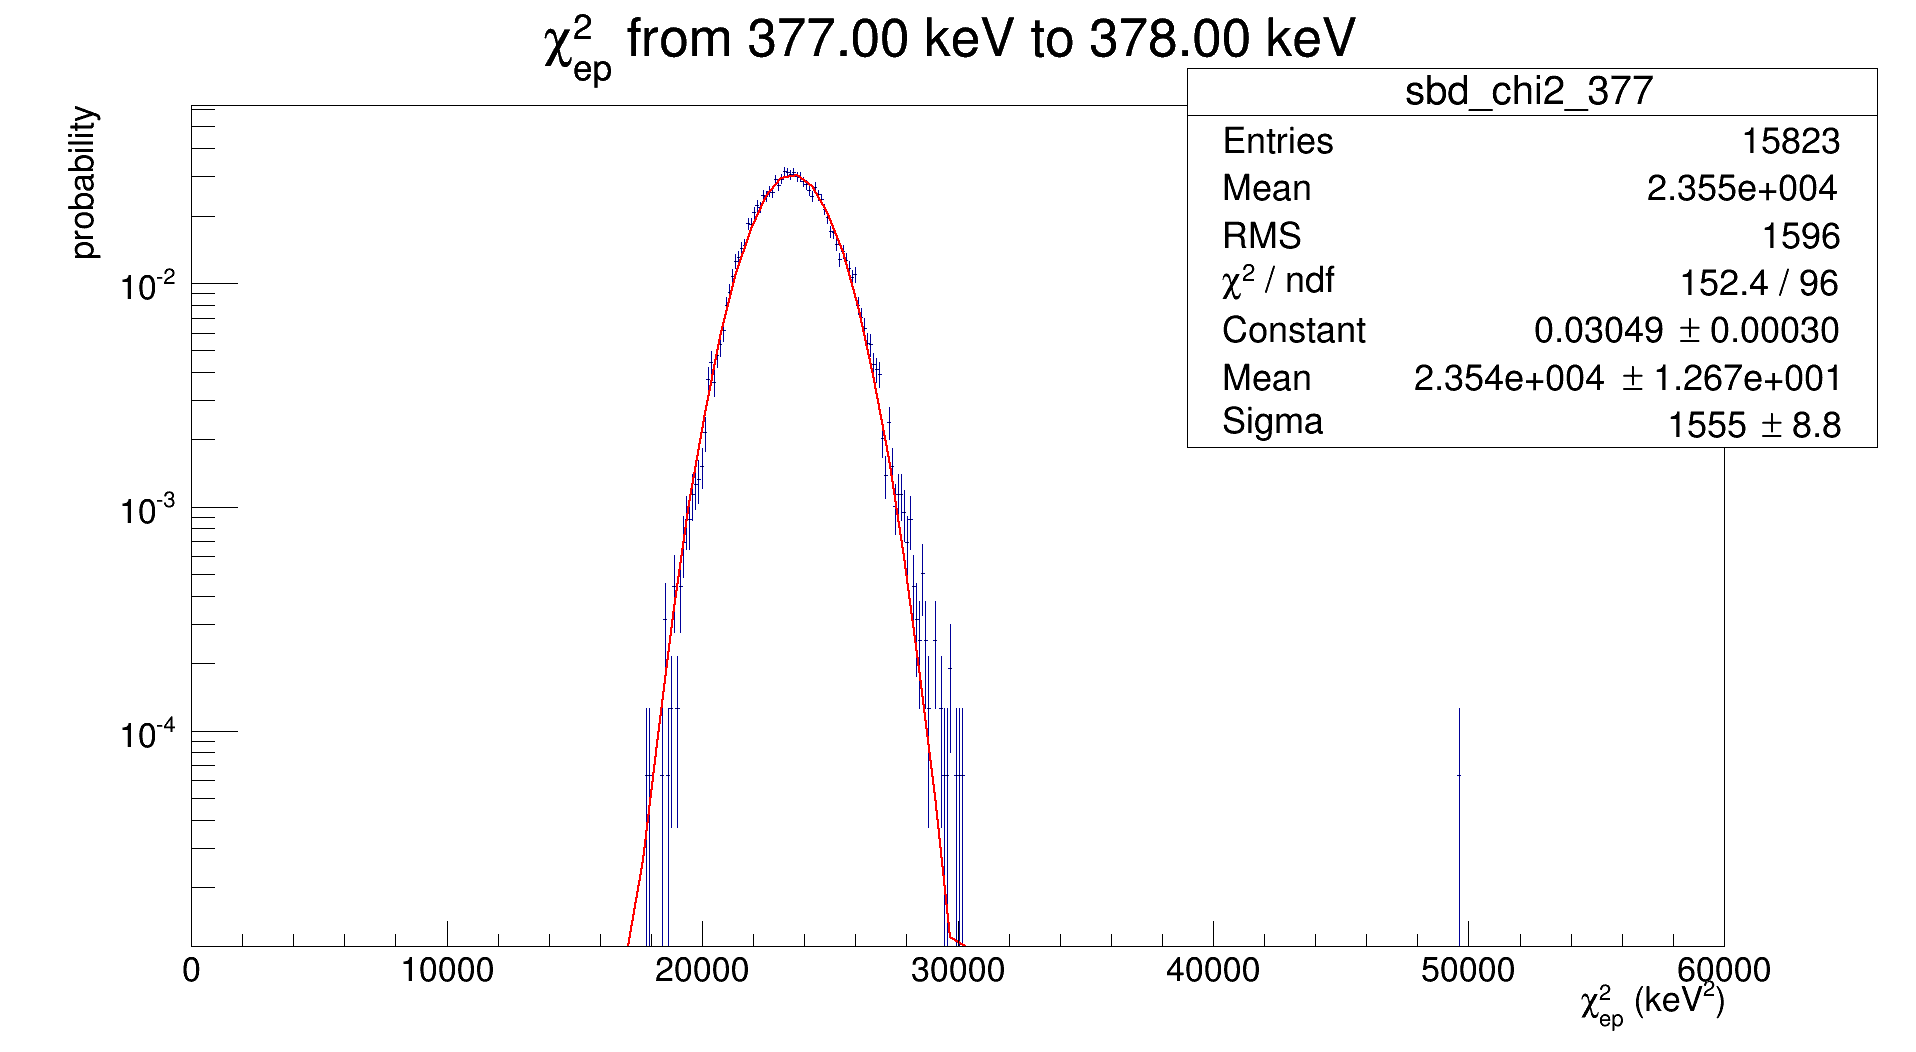 χ²ep from 377.00 keV to 378.00 keV
probability
sbd_chi2_377
Entries 15823
Mean 2.355e+004
RMS 1596
χ² / ndf 152.4 / 96
Constant 0.03049 ± 0.00030
Mean 2.354e+004 ± 1.267e+001
Sigma 1555 ± 8.8
10⁻²
10⁻³
10⁻⁴
0 10000 20000 30000 40000 50000 60000
χ²ep (keV²)